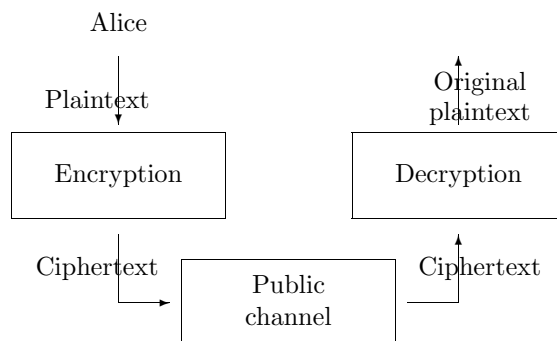 Alice
Plaintext
Original
plaintext
Encryption
Decryption
Ciphertext
Ciphertext
Public
channel